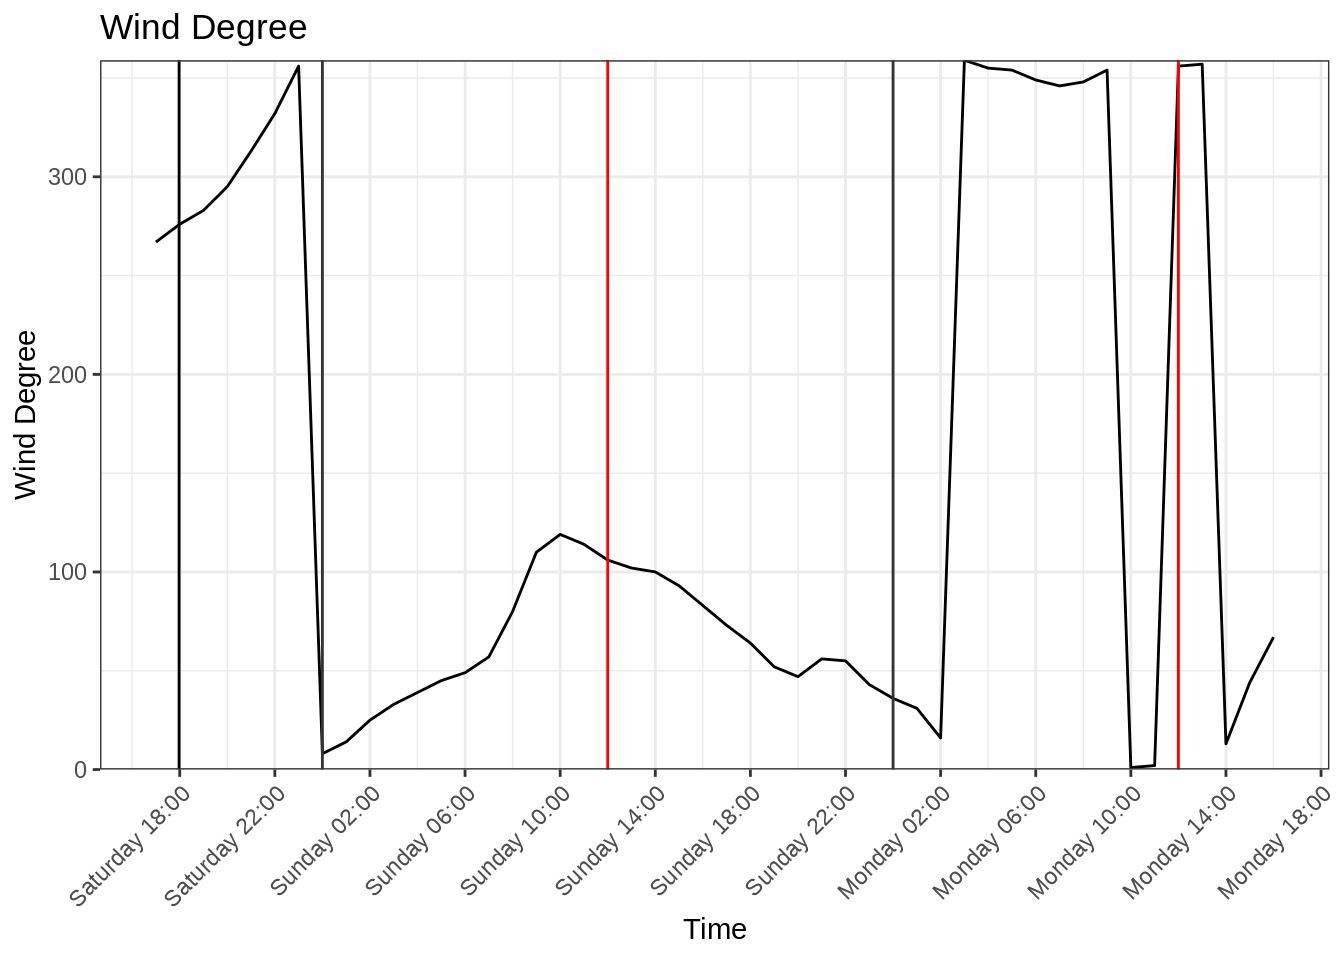 Wind Degree
Wind Degree
300
200
100
0
Saturday 18:00
Saturday 22:00
Sunday 02:00
Sunday 06:00
Sunday 10:00
Sunday 14:00
Sunday 18:00
Sunday 22:00
Monday 02:00
Monday 06:00
Monday 10:00
Monday 14:00
Monday 18:00
Time